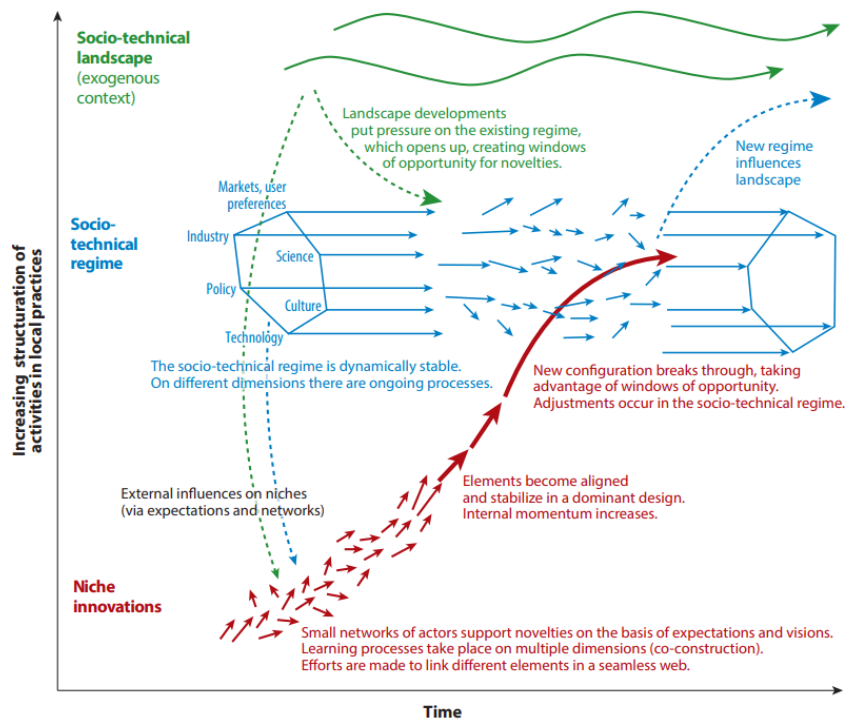 Socio-technical
landscape
(exogenous
context)
Landscape developments
put pressure on the existing regime,
which opens up, creating windows
of opportunity for novelties.
New regime
influences
landscape
Markets, user
preferences
Socio-
technical
regime
Industry
Science
Policy
Culture
Technology
The socio-technical regime is dynamically stable.
On different dimensions there are ongoing processes.
New configuration breaks through, taking
advantage of windows of opportunity.
Adjustments occur in the socio-technical regime.
Increasing structuration of
activities in local practices
External influences on niches
(via expectations and networks)
Elements become aligned
and stabilize in a dominant design.
Internal momentum increases.
Niche
innovations
Small networks of actors support novelties on the basis of expectations and visions.
Learning processes take place on multiple dimensions (co-construction).
Efforts are made to link different elements in a seamless web.
Time